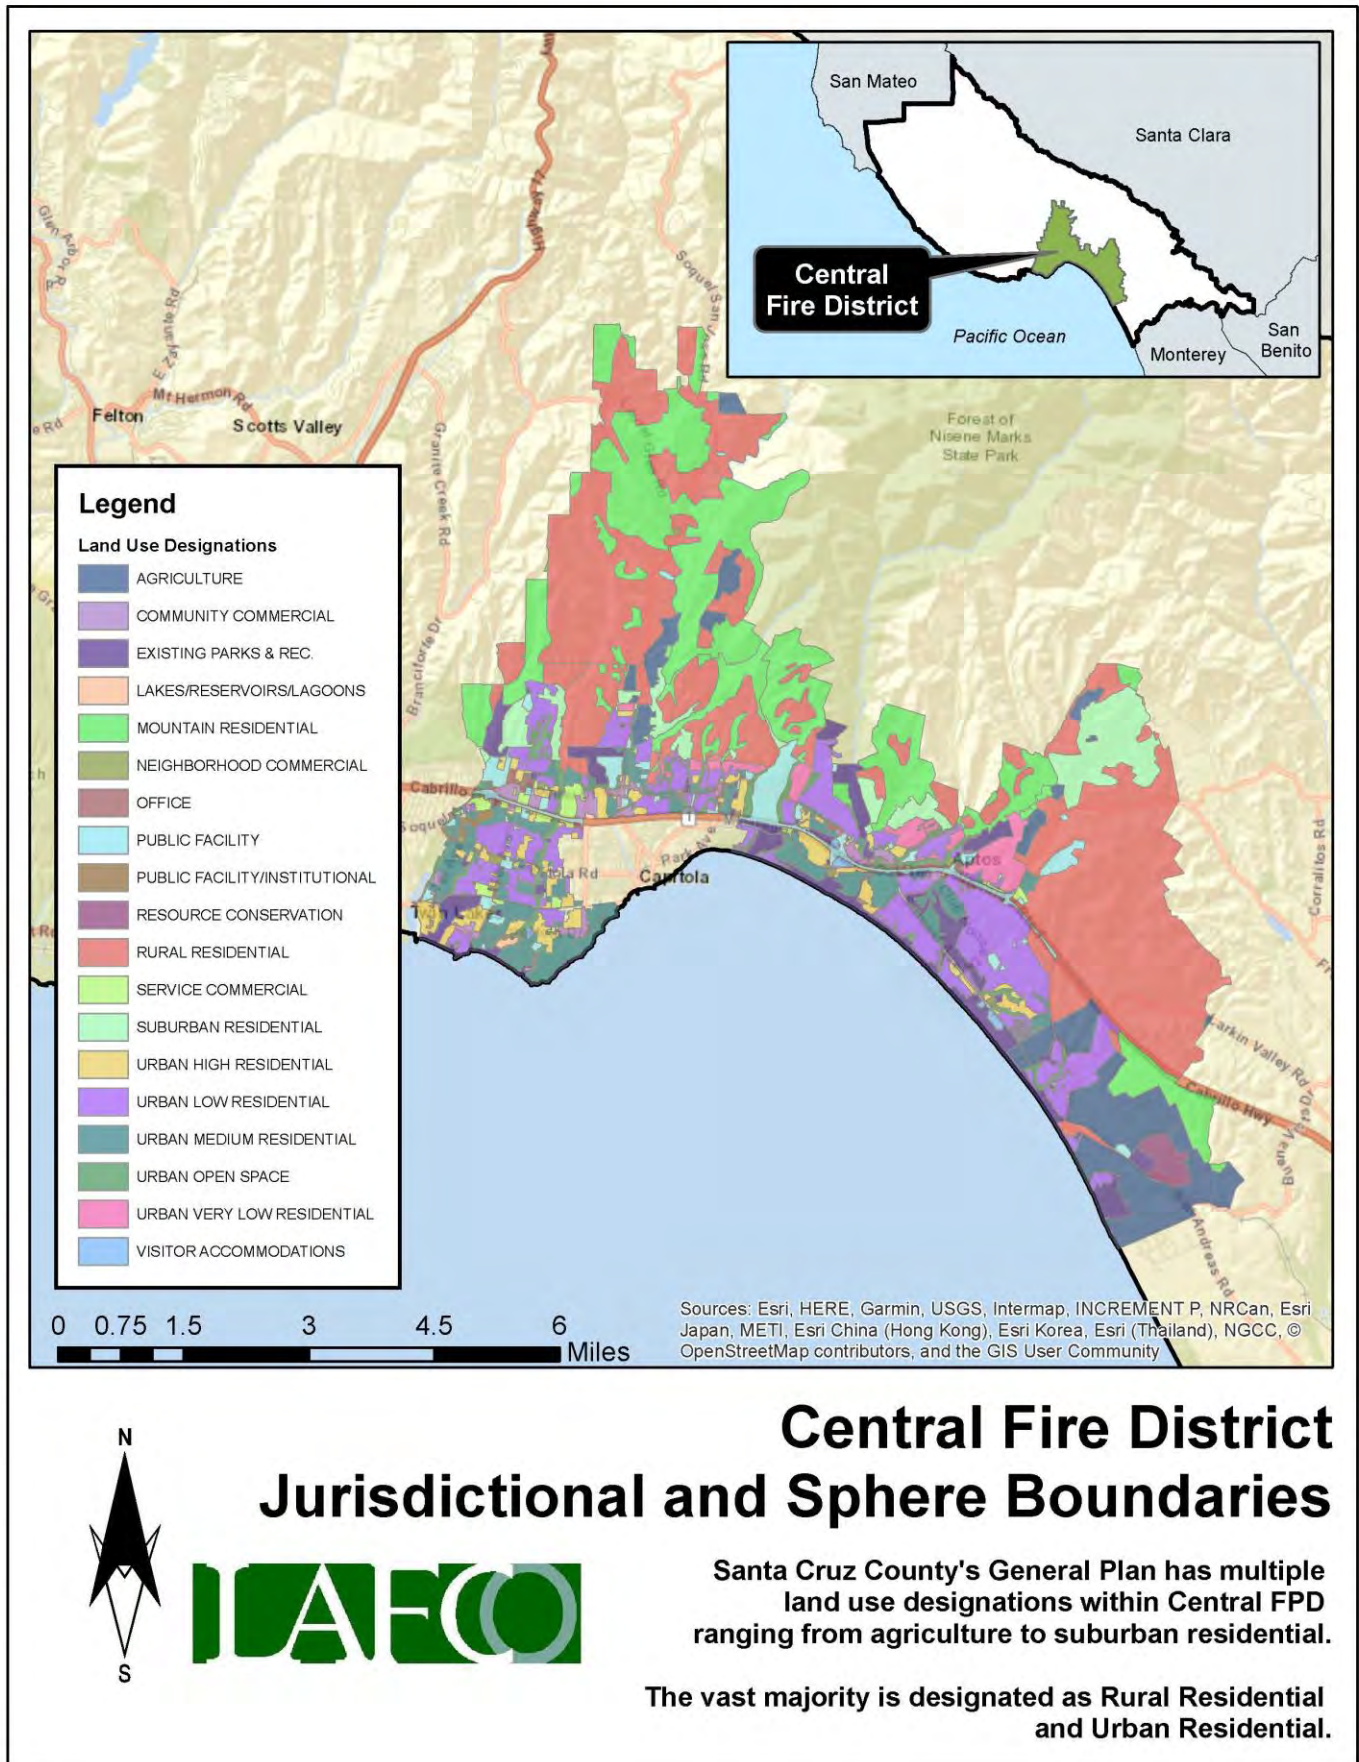 San Mateo
Santa Clara
Central
Fire District
Pacific Ocean
Monterey
San
Benito
Highway 17
Glen Arbor Rd
E Zayante Rd
Mt Hermon Rd
Felton
Scotts Valley
e Rd
Granite Creek Rd
Branciforte Dr
Forest of
Nisene Marks
State Park
Cabrillo
Soquel
Park Ave
Capitola
Aptos
Corralitos Rd
Larkin Valley Rd
Cabrillo Hwy
Buena Vista Dr
Andreas Rd
1
Legend
Land Use Designations
AGRICULTURE
COMMUNITY COMMERCIAL
EXISTING PARKS & REC.
LAKES/RESERVOIRS/LAGOONS
MOUNTAIN RESIDENTIAL
NEIGHBORHOOD COMMERCIAL
OFFICE
PUBLIC FACILITY
PUBLIC FACILITY/INSTITUTIONAL
RESOURCE CONSERVATION
RURAL RESIDENTIAL
SERVICE COMMERCIAL
SUBURBAN RESIDENTIAL
URBAN HIGH RESIDENTIAL
URBAN LOW RESIDENTIAL
URBAN MEDIUM RESIDENTIAL
URBAN OPEN SPACE
URBAN VERY LOW RESIDENTIAL
VISITOR ACCOMMODATIONS
0 0.75 1.5 3 4.5 6
Miles
Sources: Esri, HERE, Garmin, USGS, Intermap, INCREMENT P, NRCan, Esri
Japan, METI, Esri China (Hong Kong), Esri Korea, Esri (Thailand), NGCC, ©
OpenStreetMap contributors, and the GIS User Community
Central Fire District
Jurisdictional and Sphere Boundaries
N
S
LAFCO
Santa Cruz County's General Plan has multiple
land use designations within Central FPD
ranging from agriculture to suburban residential.
The vast majority is designated as Rural Residential
and Urban Residential.